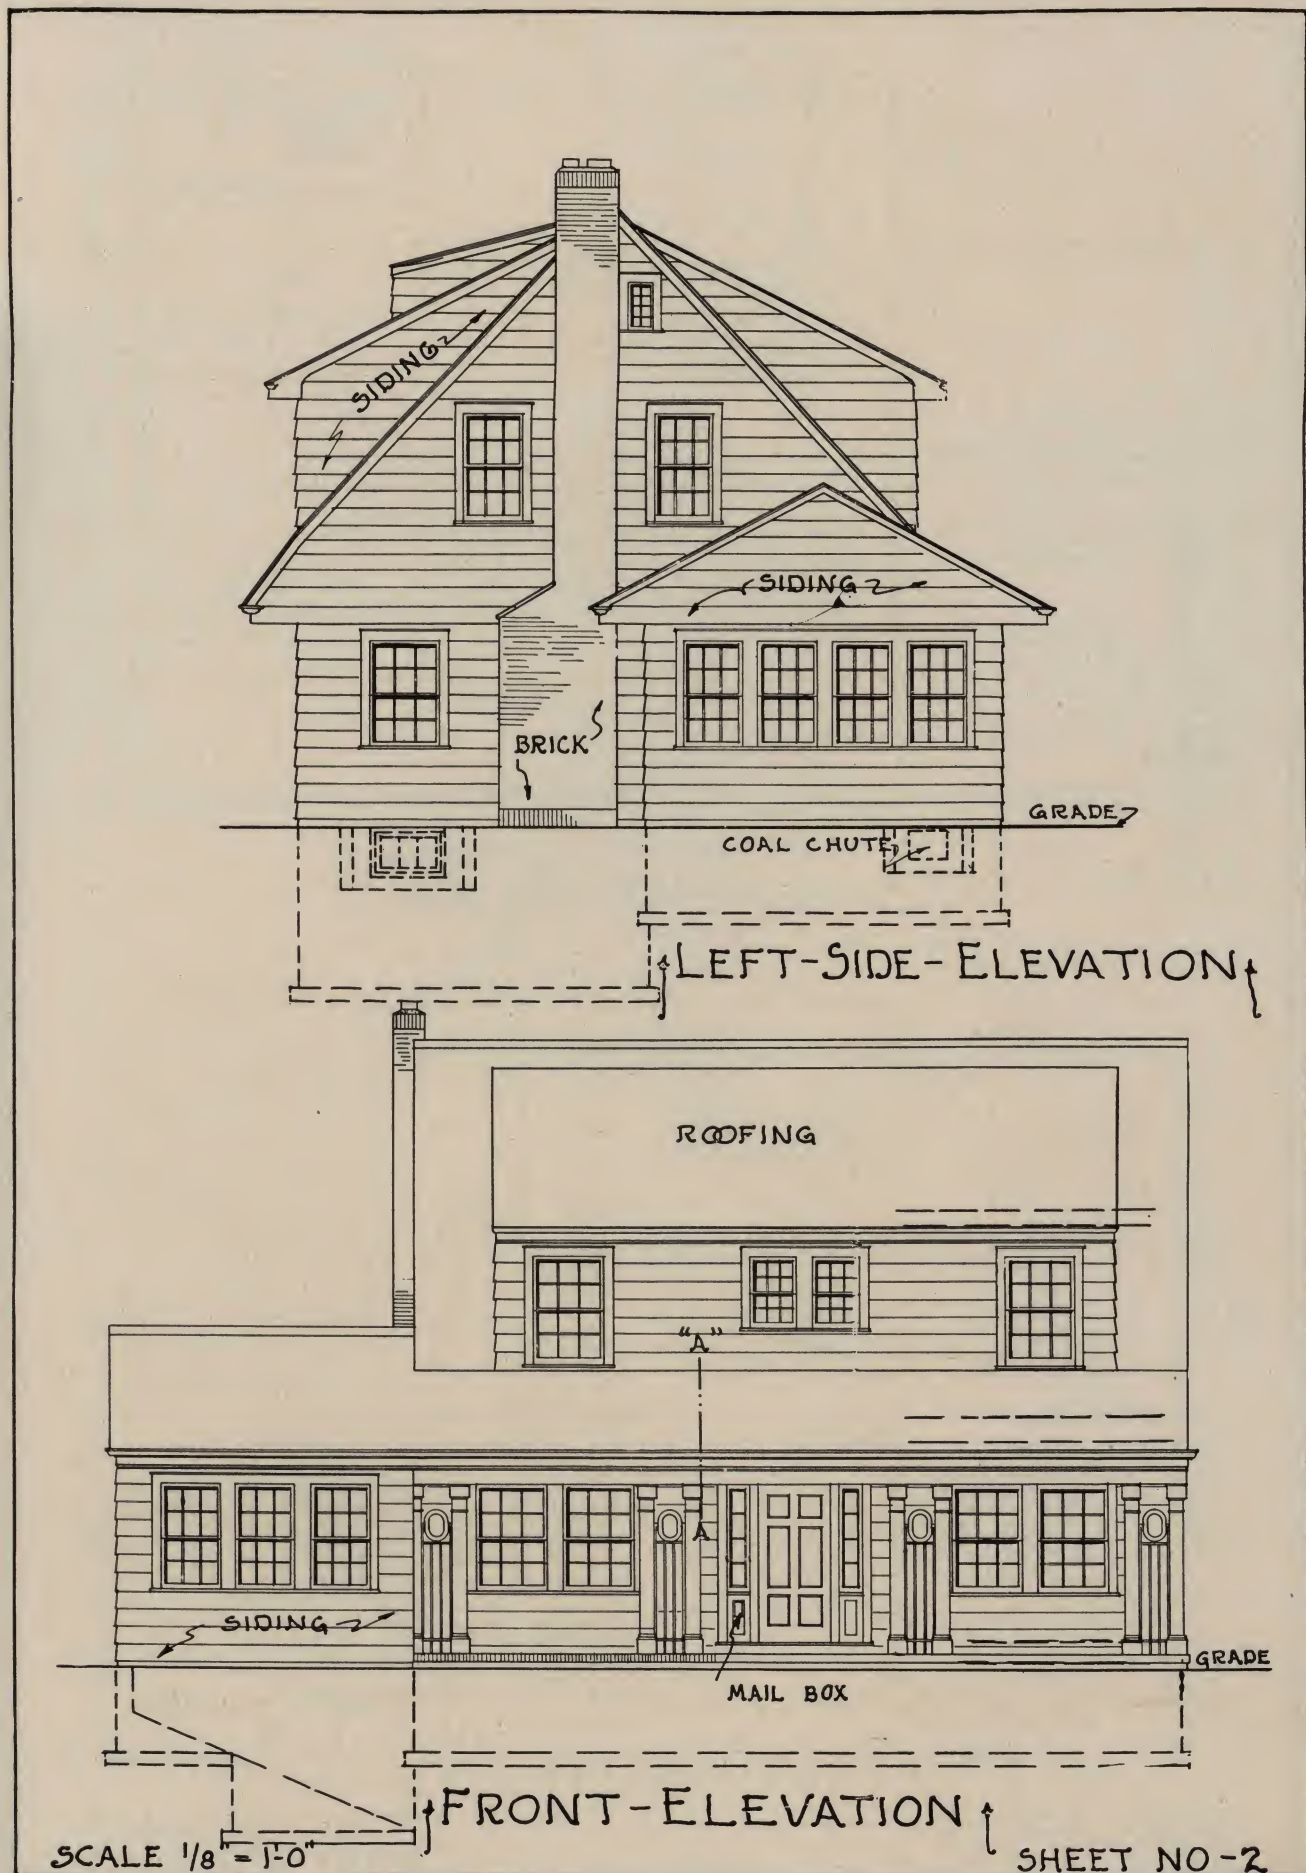 SIDING
SIDING
BRICK
GRADE
COAL CHUTE
LEFT-SIDE-ELEVATION
ROOFING
"A"
A
SIDING
GRADE
MAIL BOX
FRONT-ELEVATION
SCALE 1/8" = 1'-0"
SHEET NO-2